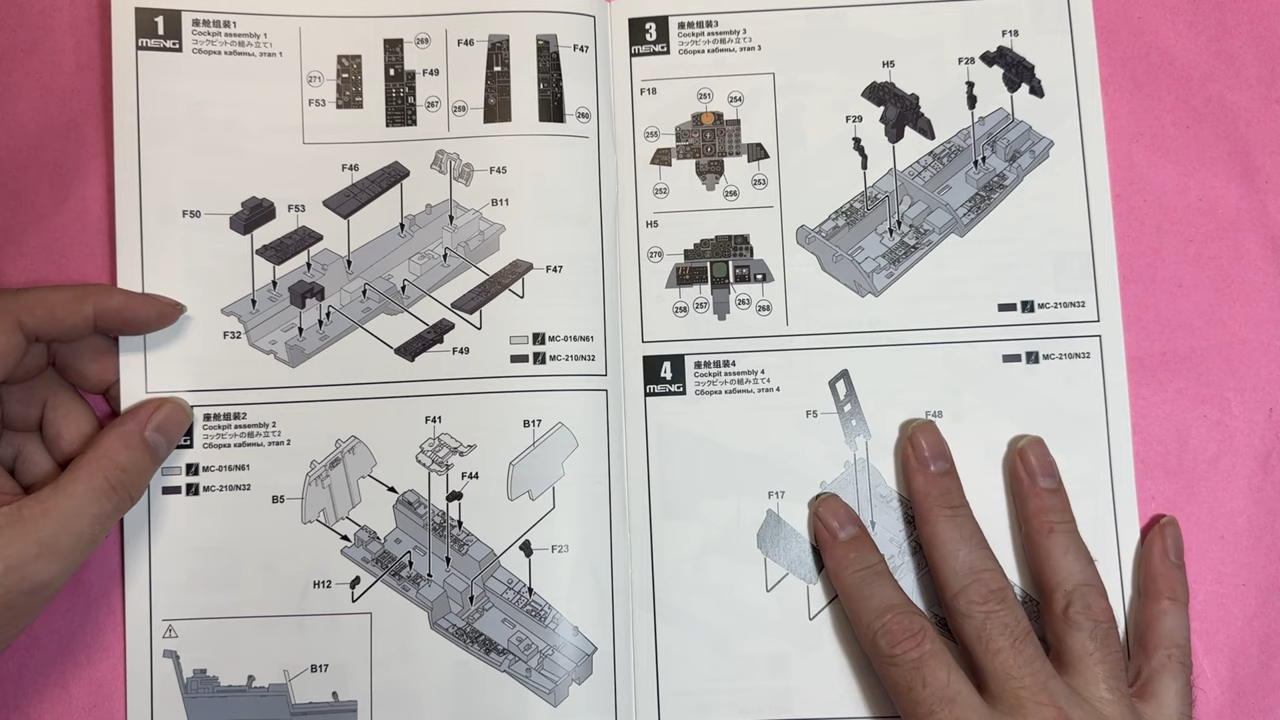 1
MENG
座舱组装1
Cockpit assembly 1
コックピットの組み立て1
Сборка кабины, этап 1
271
F53
269
F49
267
F46
259
F47
260
F50
F53
F46
F45
B11
F47
F32
F49
MC-016/N61
MC-210/N32
座舱组装2
Cockpit assembly 2
コックピットの組み立て2
Сборка кабины, этап 2
MC-016/N61
MC-210/N32
B5
F41
F44
B17
F23
H12
B17
3
MENG
座舱组装3
Cockpit assembly 3
コックピットの組み立て3
Сборка кабины, этап 3
F18
251
254
255
252
256
253
H5
270
258
257
263
268
F29
H5
F28
F18
MC-210/N32
4
MENG
座舱组装4
Cockpit assembly 4
コックピットの組み立て4
Сборка кабины, этап 4
MC-210/N32
F5
F48
F17